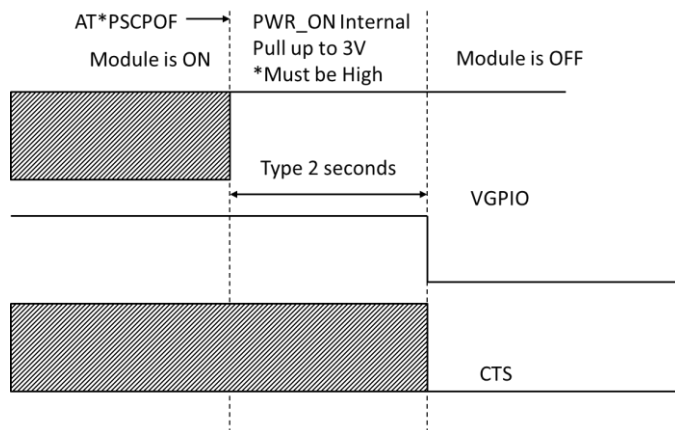 AT*PSCPOF
Module is ON
PWR_ON Internal
Pull up to 3V
*Must be High
Module is OFF
Type 2 seconds
VGPIO
CTS